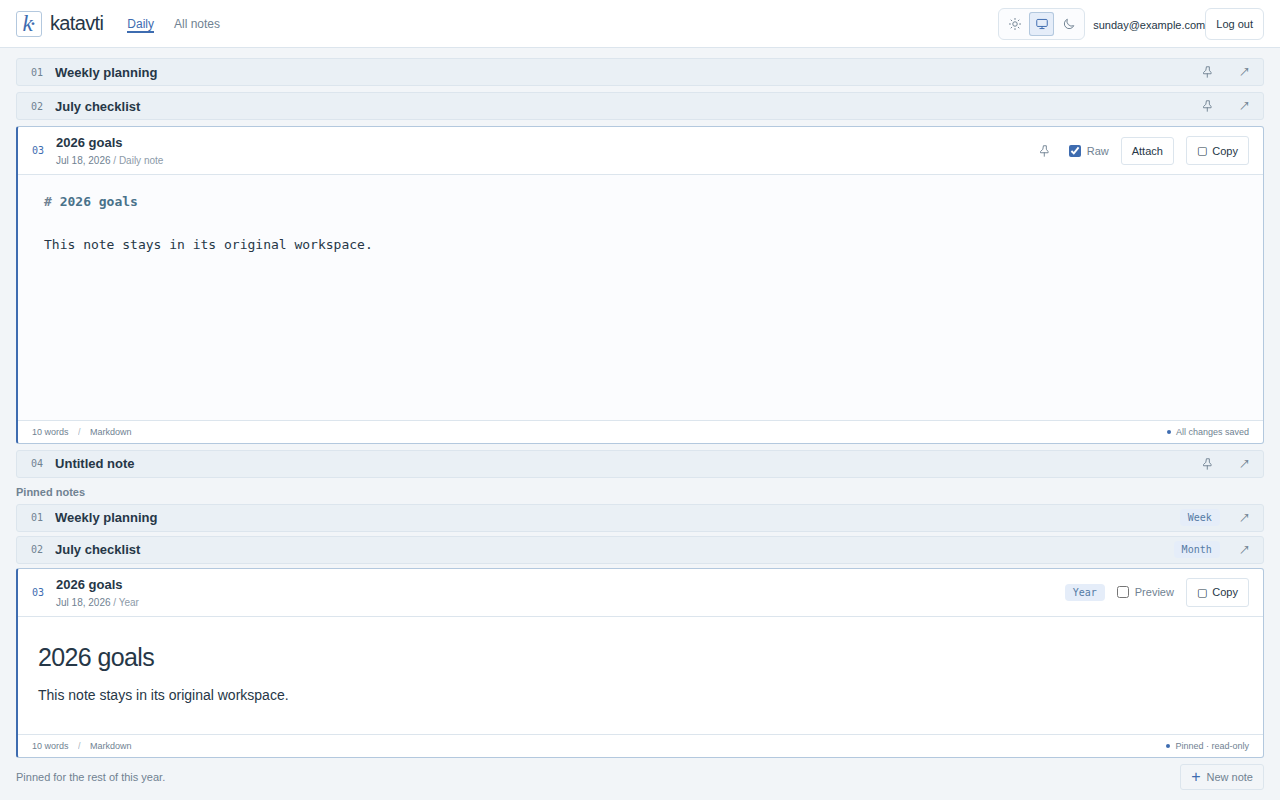 k katavti Daily All notes sunday@example.com Log out
01 Weekly planning ↗
02 July checklist ↗
03 2026 goals
Jul 18, 2026 / Daily note
Raw Attach Copy
# 2026 goals
This note stays in its original workspace.
10 words / Markdown All changes saved
04 Untitled note ↗
Pinned notes
01 Weekly planning Week ↗
02 July checklist Month ↗
03 2026 goals
Jul 18, 2026 / Year
Year Preview Copy
2026 goals
This note stays in its original workspace.
10 words / Markdown Pinned · read-only
Pinned for the rest of this year. + New note